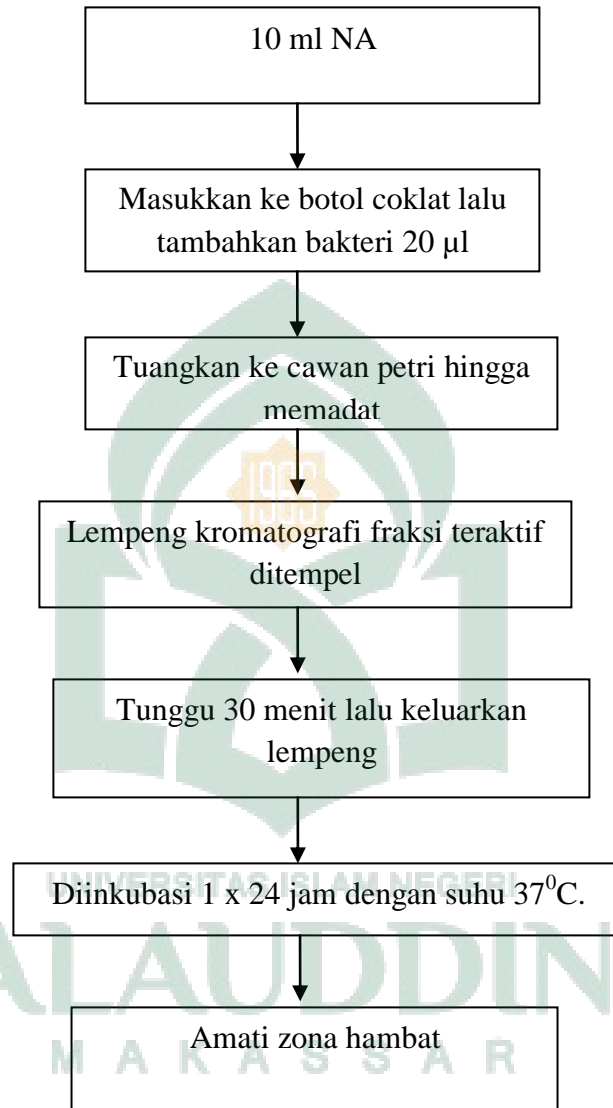 10 ml NA
Masukkan ke botol coklat lalu
tambahkan bakteri 20 µl
Tuangkan ke cawan petri hingga
memadat
1965
Lempeng kromatografi fraksi teraktif
ditempel
Tunggu 30 menit lalu keluarkan
lempeng
UNIVERSITAS ISLAM NEGERI
Diinkubasi 1 x 24 jam dengan suhu 37⁰C.
ALAUDDIN
Amati zona hambat
MAKASSAR